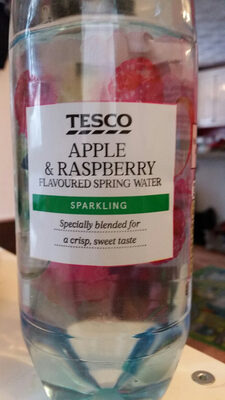 TESCO
APPLE
& RASPBERRY
FLAVOURED SPRING WATER
SPARKLING
Specially blended for
a crisp, sweet taste